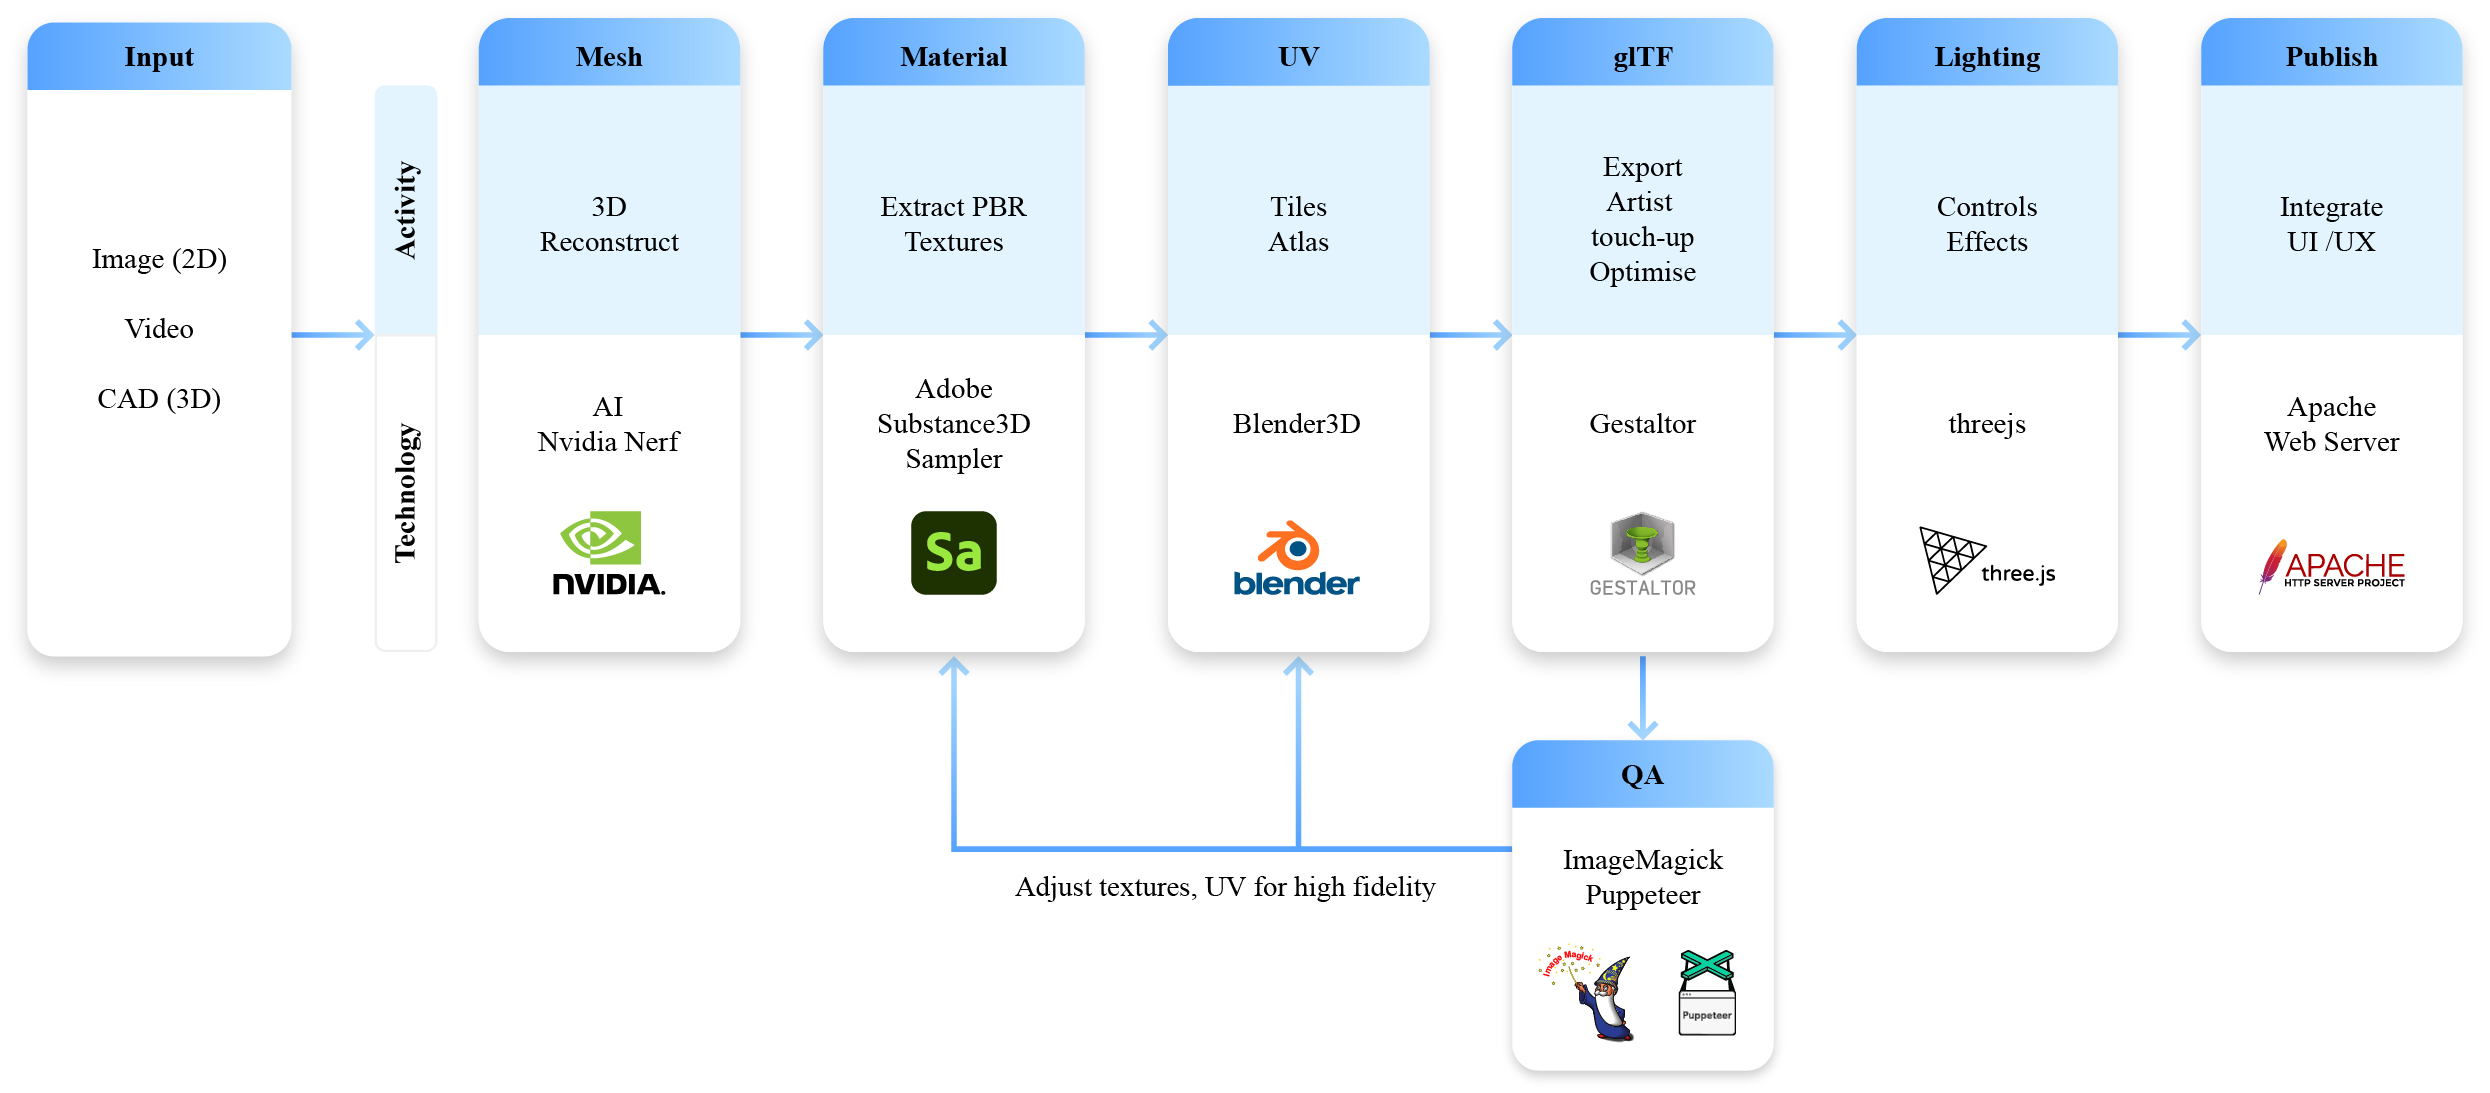 Input
Image (2D)
Video
CAD (3D)
Activity
Technology
Mesh
3D
Reconstruct
AI
Nvidia Nerf
NVIDIA.
Material
Extract PBR
Textures
Adobe
Substance3D
Sampler
Sa
UV
Tiles
Atlas
Blender3D
blender
glTF
Export
Artist
touch-up
Optimise
Gestaltor
GESTALTOR
Lighting
Controls
Effects
threejs
three.js
Publish
Integrate
UI /UX
Apache
Web Server
APACHE
HTTP SERVER PROJECT
Adjust textures, UV for high fidelity
QA
ImageMagick
Puppeteer
Image Magick
Puppeteer